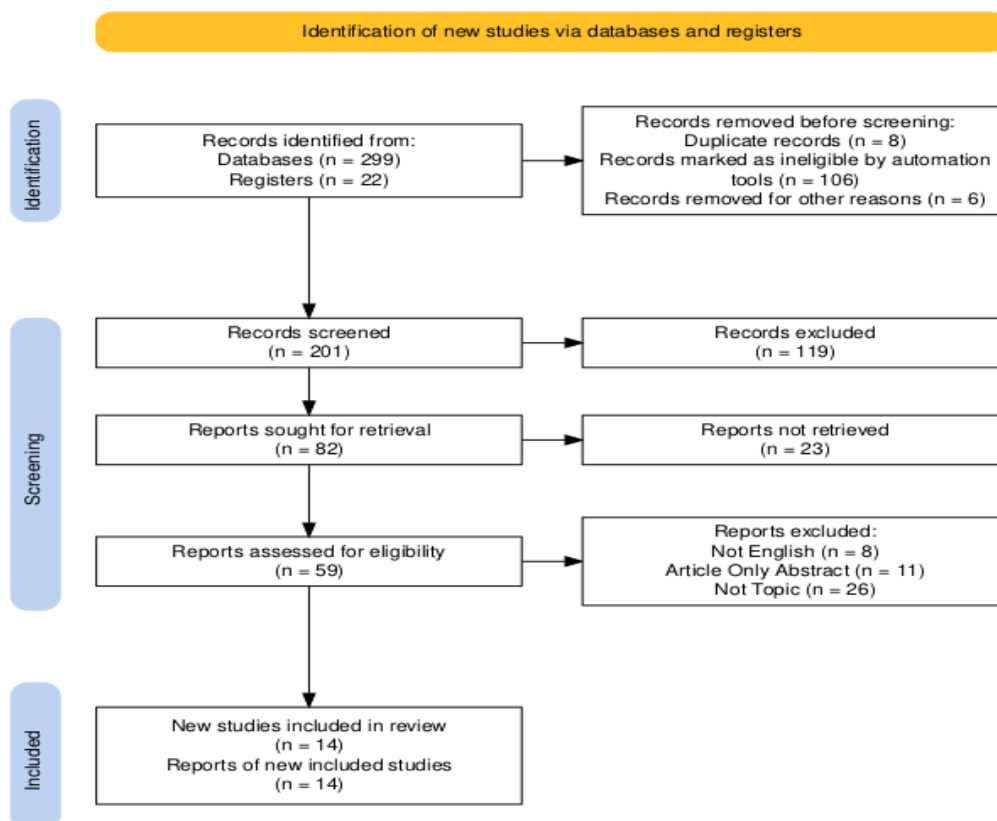 Identification of new studies via databases and registers
Identification
Records identified from:
Databases (n = 299)
Registers (n = 22)
Records removed before screening:
Duplicate records (n = 8)
Records marked as ineligible by automation
tools (n = 106)
Records removed for other reasons (n = 6)
Screening
Records screened
(n = 201)
Records excluded
(n = 119)
Reports sought for retrieval
(n = 82)
Reports not retrieved
(n = 23)
Reports assessed for eligibility
(n = 59)
Reports excluded:
Not English (n = 8)
Article Only Abstract (n = 11)
Not Topic (n = 26)
Included
New studies included in review
(n = 14)
Reports of new included studies
(n = 14)